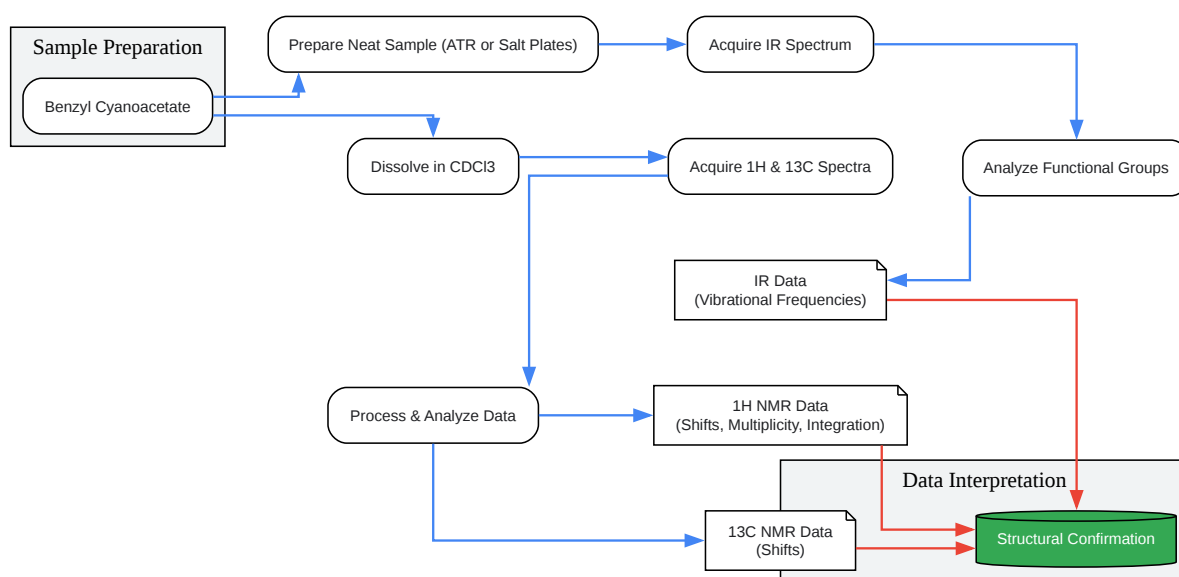 Sample Preparation
Benzyl Cyanoacetate
Prepare Neat Sample (ATR or Salt Plates)
Acquire IR Spectrum
Dissolve in CDCl3
Acquire 1H & 13C Spectra
Analyze Functional Groups
IR Data
(Vibrational Frequencies)
Process & Analyze Data
1H NMR Data
(Shifts, Multiplicity, Integration)
Data Interpretation
13C NMR Data
(Shifts)
Structural Confirmation